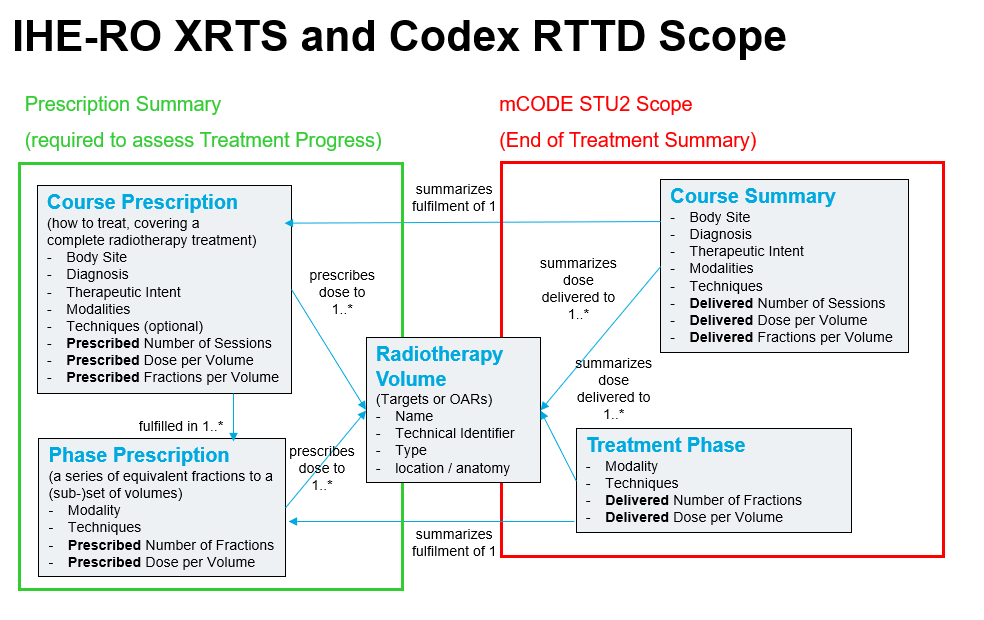 IHE-RO XRTS and Codex RTTD Scope
Prescription Summary
(required to assess Treatment Progress)
mCODE STU2 Scope
(End of Treatment Summary)
Course Prescription
(how to treat, covering a
complete radiotherapy treatment)
- Body Site
- Diagnosis
- Therapeutic Intent
- Modalities
- Techniques (optional)
- Prescribed Number of Sessions
- Prescribed Dose per Volume
- Prescribed Fractions per Volume
summarizes
fulfilment of 1
Course Summary
- Body Site
- Diagnosis
- Therapeutic Intent
- Modalities
- Techniques
- Delivered Number of Sessions
- Delivered Dose per Volume
- Delivered Fractions per Volume
prescribes
dose to
1..*
summarizes
dose
delivered to
1..*
Radiotherapy
Volume
(Targets or OARs)
- Name
- Technical Identifier
- Type
- location / anatomy
summarizes
dose
delivered to
1..*
fulfilled in 1..*
Phase Prescription
(a series of equivalent fractions to a
(sub-)set of volumes)
- Modality
- Techniques
- Prescribed Number of Fractions
- Prescribed Dose per Volume
prescribes
dose to
1..*
Treatment Phase
- Modality
- Techniques
- Delivered Number of Fractions
- Delivered Dose per Volume
summarizes
fulfilment of 1